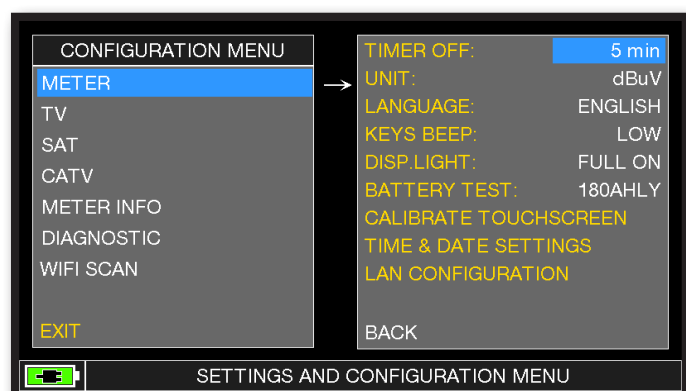 CONFIGURATION MENU
METER
TV
SAT
CATV
METER INFO
DIAGNOSTIC
WIFI SCAN
EXIT
→
TIMER OFF: 5 min
UNIT: dBuV
LANGUAGE: ENGLISH
KEYS BEEP: LOW
DISP.LIGHT: FULL ON
BATTERY TEST: 180AHLY
CALIBRATE TOUCHSCREEN
TIME & DATE SETTINGS
LAN CONFIGURATION
BACK
SETTINGS AND CONFIGURATION MENU